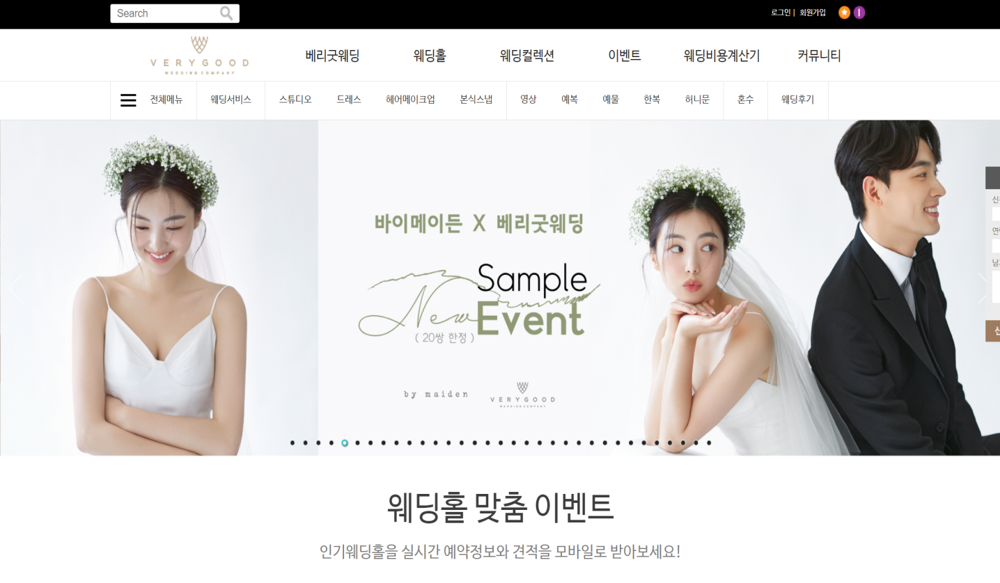 Search
로그인 | 회원가입
VERYGOOD
WEDDING COMPANY
베리굿웨딩 웨딩홀 웨딩컬렉션 이벤트 웨딩비용계산기 커뮤니티
전체메뉴 웨딩서비스 스튜디오 드레스 헤어메이크업 본식스냅 영상 예복 예물 한복 허니문 혼수 웨딩후기
바이메이든 X 베리굿웨딩
Sample
New Event
( 20쌍 한정 )
by maiden VERYGOOD
WEDDING COMPANY
웨딩홀 맞춤 이벤트
인기웨딩홀을 실시간 예약정보와 견적을 모바일로 받아보세요!